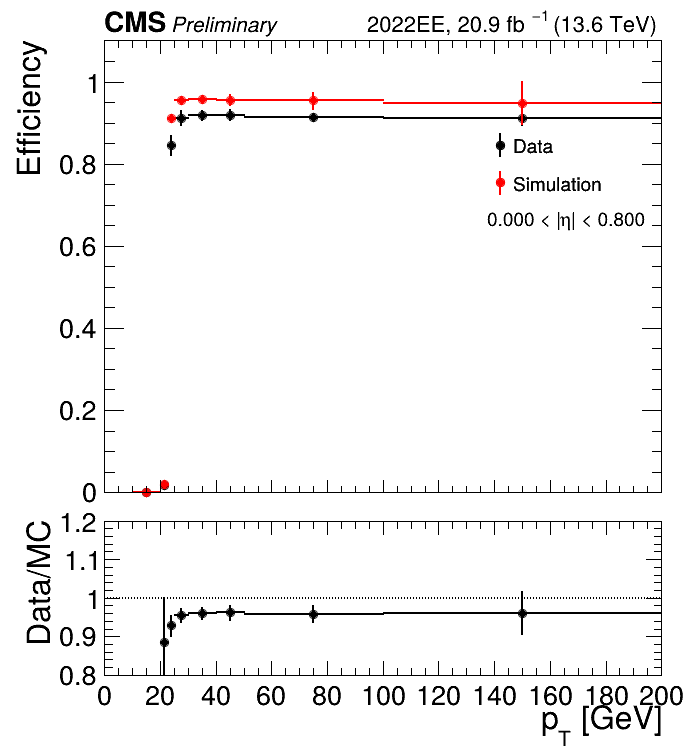 CMS Preliminary 2022EE, 20.9 fb⁻¹ (13.6 TeV)
Efficiency
1
0.8
0.6
0.4
0.2
0
Data
Simulation
0.000 < |η| < 0.800
Data/MC
1.2
1.1
1
0.9
0.8
0 20 40 60 80 100 120 140 160 180 200
p_T [GeV]